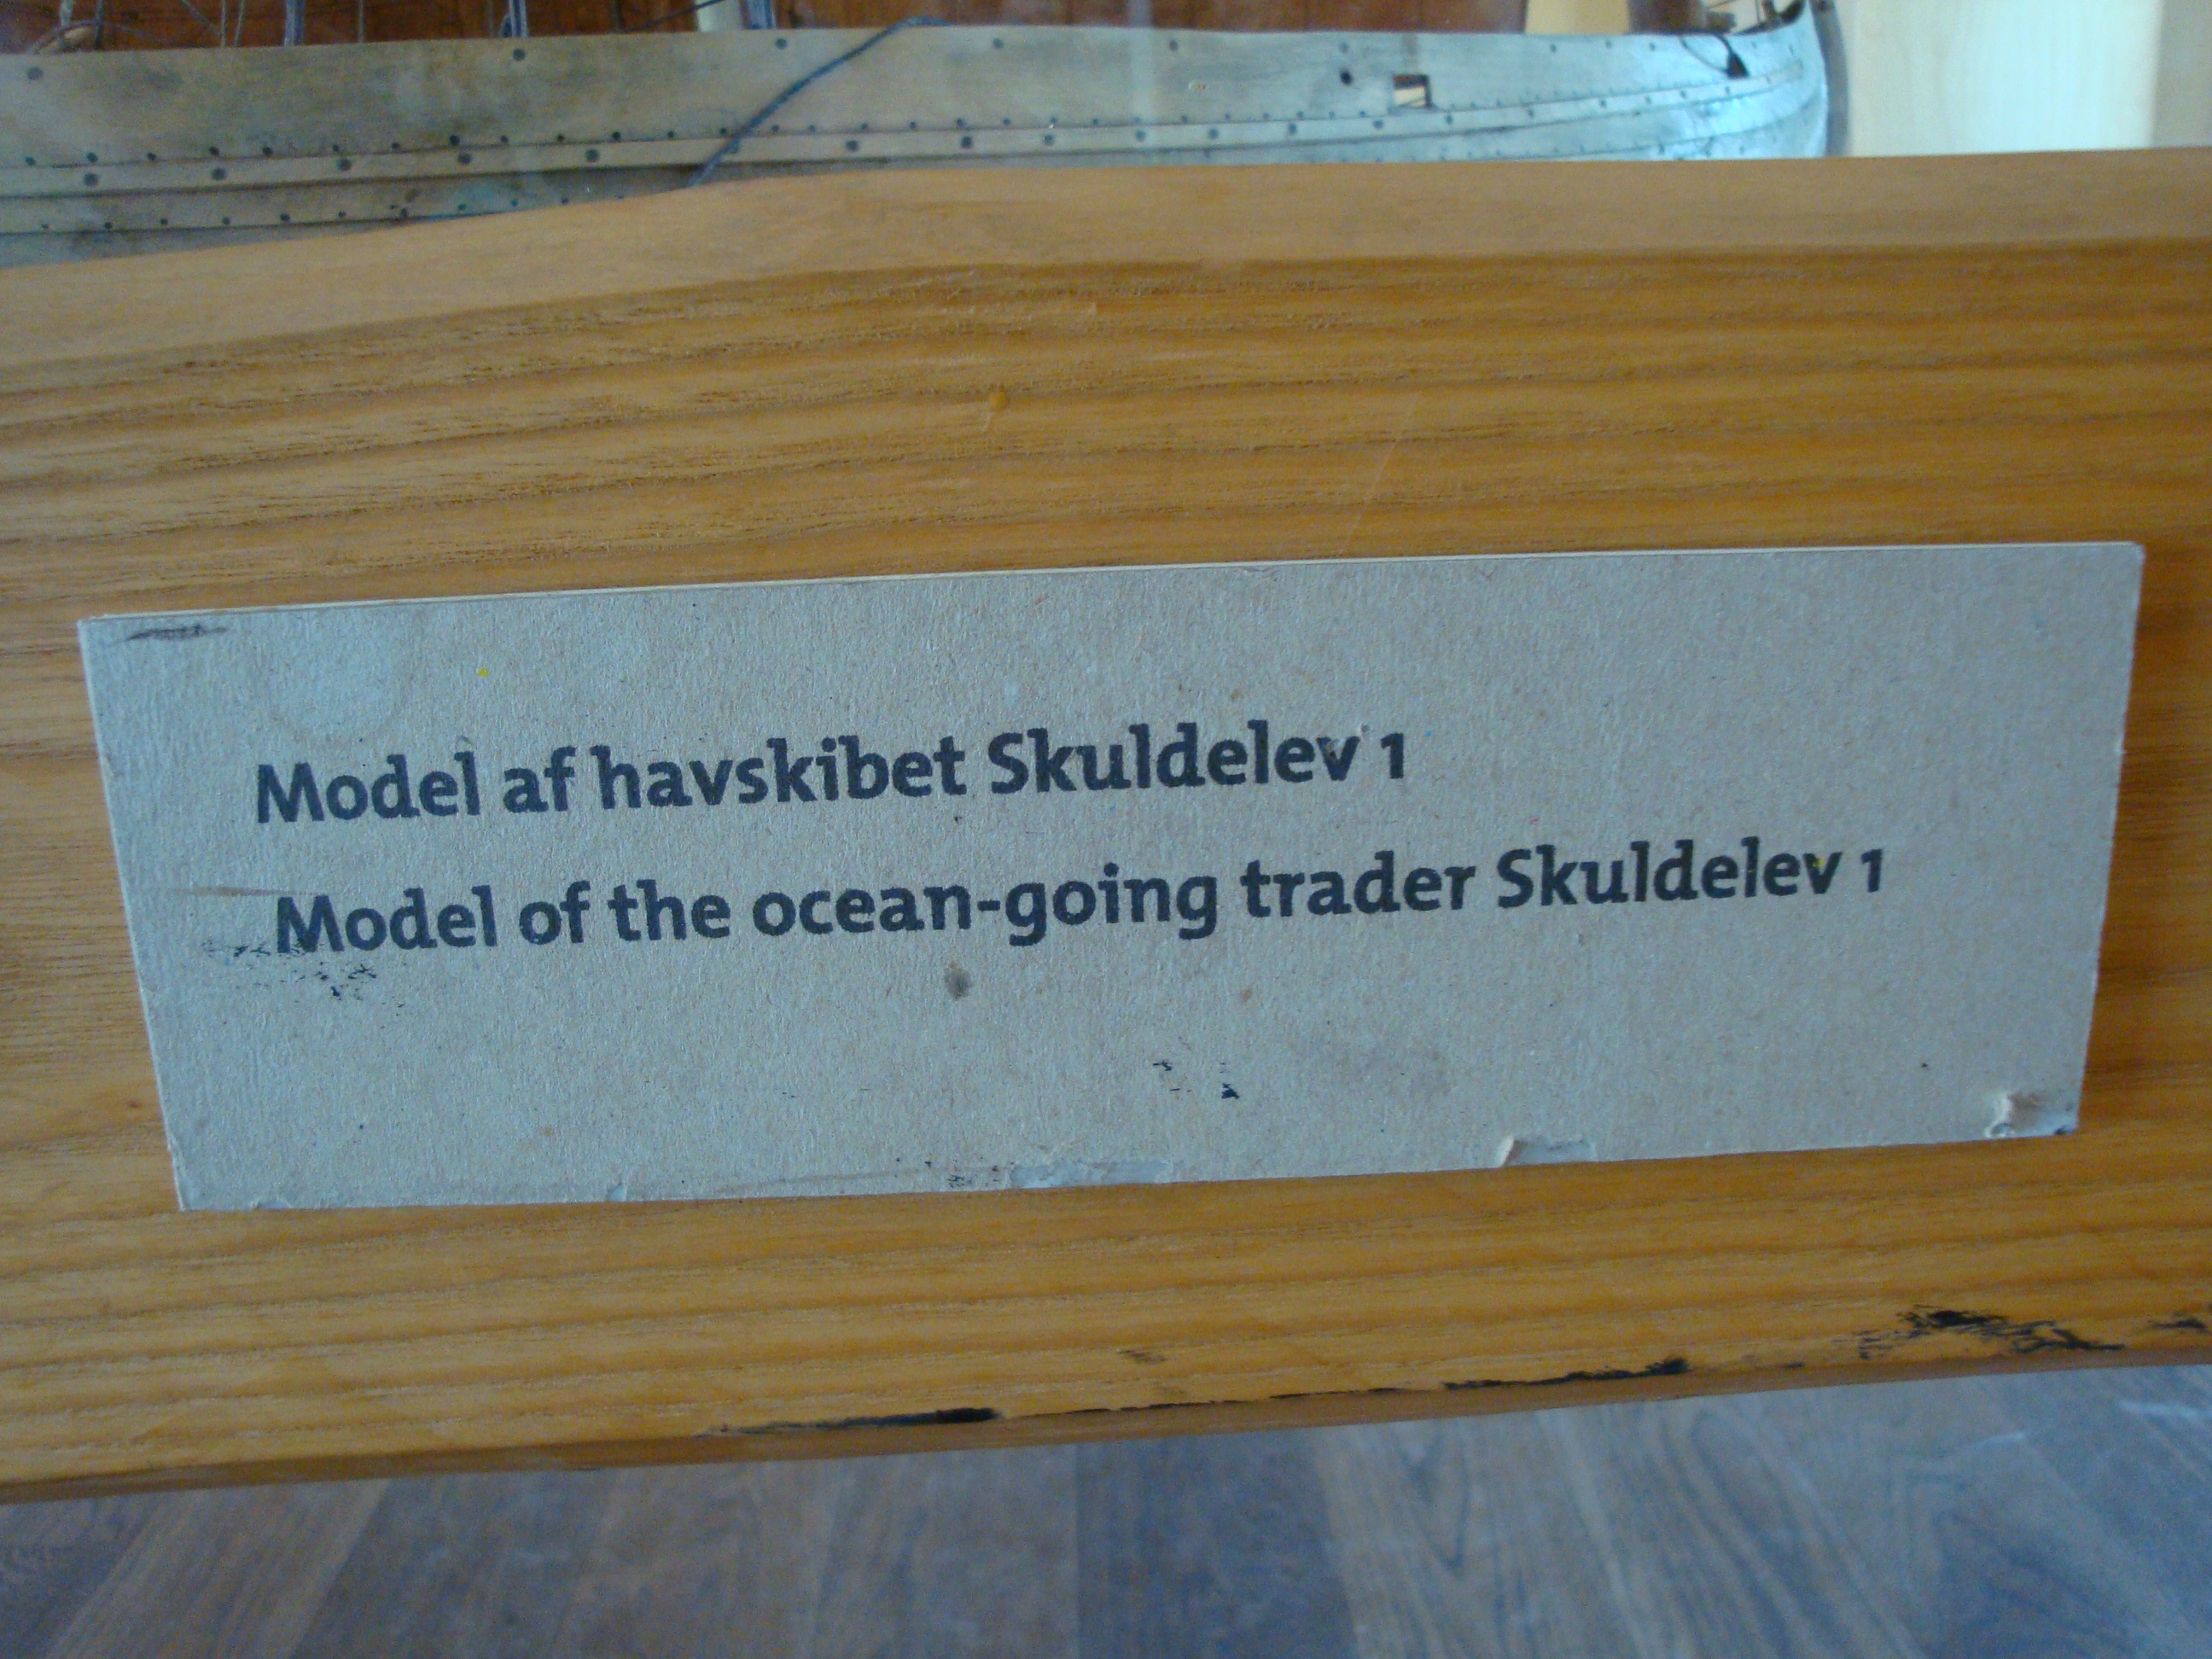 Model af havskibet Skuldelev 1
Model of the ocean-going trader Skuldelev 1